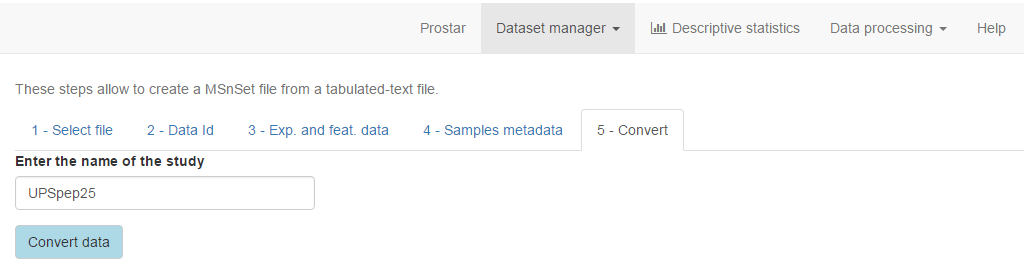 Prostar Dataset manager Descriptive statistics Data processing Help
These steps allow to create a MSnSet file from a tabulated-text file.
1 - Select file 2 - Data Id 3 - Exp. and feat. data 4 - Samples metadata 5 - Convert
Enter the name of the study
UPSpep25
Convert data